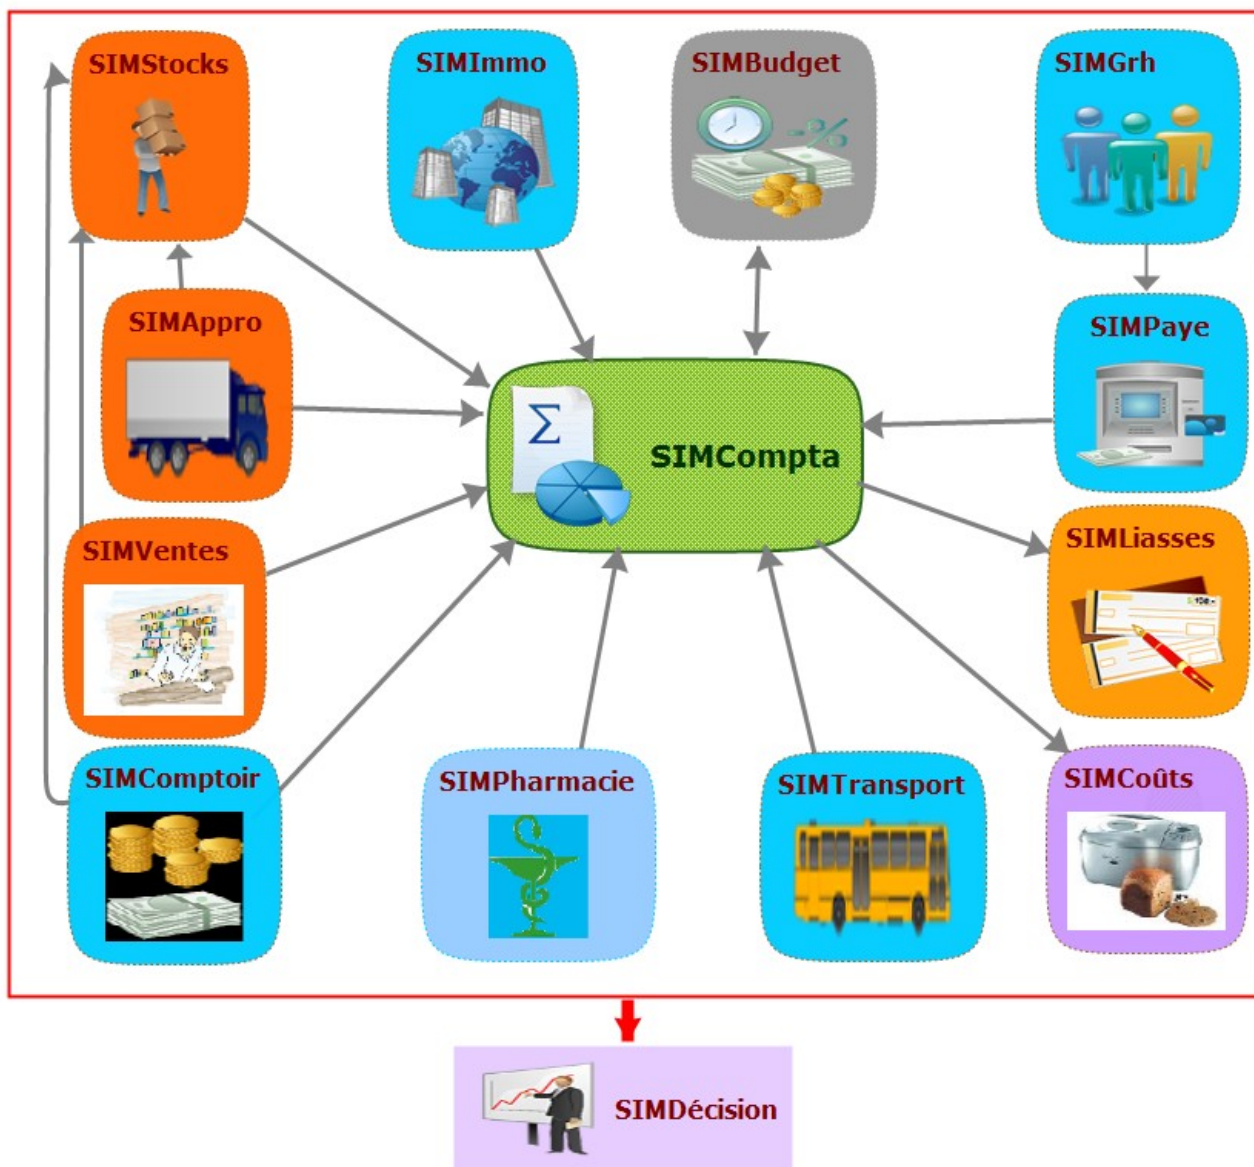 SIMStocks
SIMImmo
SIMBudget
SIMGrh
SIMAppro
SIMPaye
SIMCompta
Σ
SIMVentes
SIMLiasses
SIMComptoir
SIMPharmacie
SIMTransport
SIMCoûts
SIMDécision